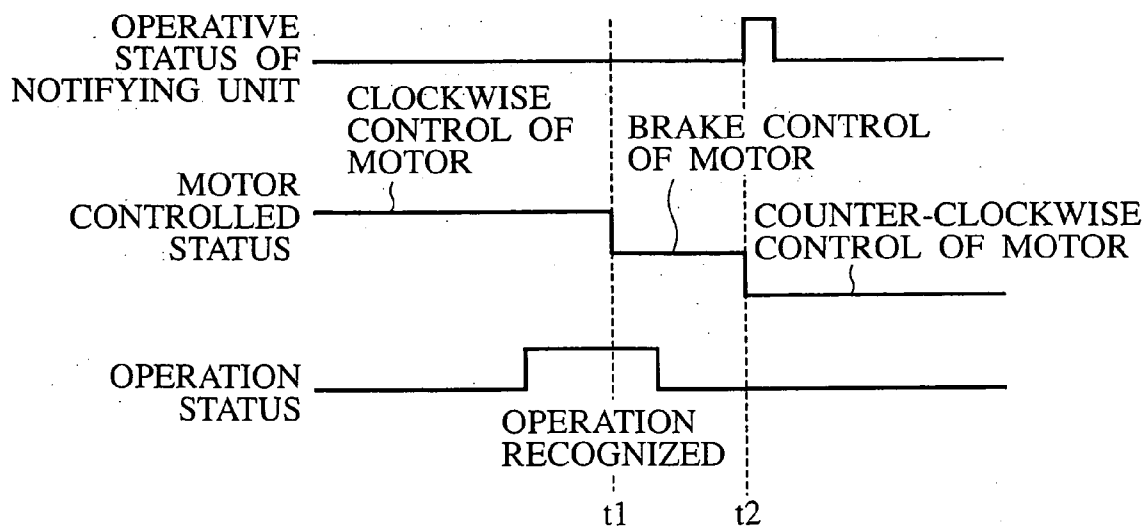 OPERATIVE
STATUS OF
NOTIFYING UNIT
CLOCKWISE
CONTROL OF
MOTOR
BRAKE CONTROL
OF MOTOR
MOTOR
CONTROLLED
STATUS
COUNTER-CLOCKWISE
CONTROL OF MOTOR
OPERATION
STATUS
OPERATION
RECOGNIZED
t1
t2